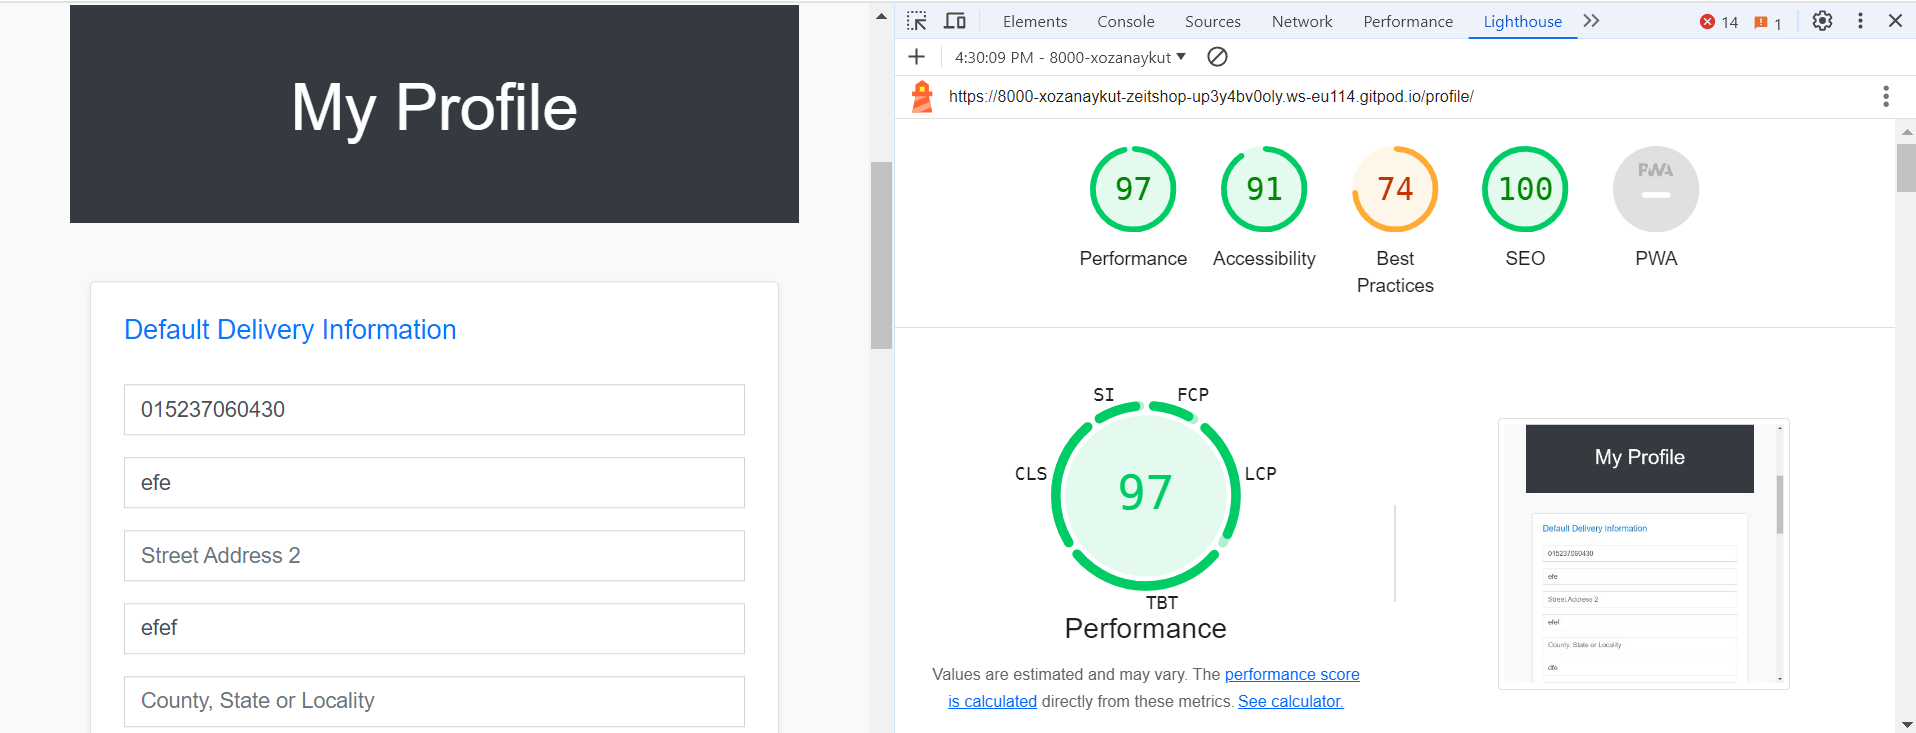 My Profile
Default Delivery Information
015237060430
efe
Street Address 2
efef
County, State or Locality
Elements Console Sources Network Performance Lighthouse 14 1
4:30:09 PM - 8000-xozanaykut
https://8000-xozanaykut-zeitshop-up3y4bv0oly.ws-eu114.gitpod.io/profile/
97 91 74 100 PWA
Performance Accessibility Best Practices SEO PWA
SI FCP
CLS LCP
97
TBT
Performance
Values are estimated and may vary. The performance score
is calculated directly from these metrics. See calculator.
My Profile
Default Delivery Information
015237060430
efe
Street Address 2
efef
County, State or Locality
dfe